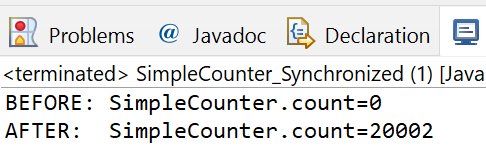 Problems @ Javadoc Declaration
<terminated> SimpleCounter_Synchronized (1) [Java
BEFORE: SimpleCounter.count=0
AFTER:  SimpleCounter.count=20002